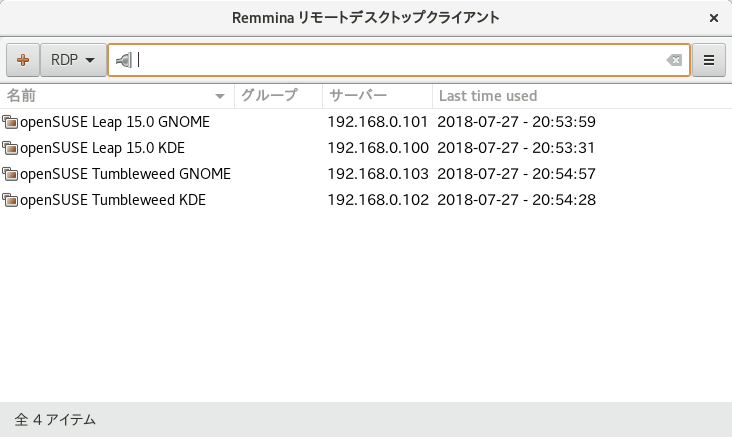 Remmina リモートデスクトップクライアント
RDP
名前 グループ サーバー Last time used
openSUSE Leap 15.0 GNOME 192.168.0.101 2018-07-27 - 20:53:59
openSUSE Leap 15.0 KDE 192.168.0.100 2018-07-27 - 20:53:31
openSUSE Tumbleweed GNOME 192.168.0.103 2018-07-27 - 20:54:57
openSUSE Tumbleweed KDE 192.168.0.102 2018-07-27 - 20:54:28
全 4 アイテム